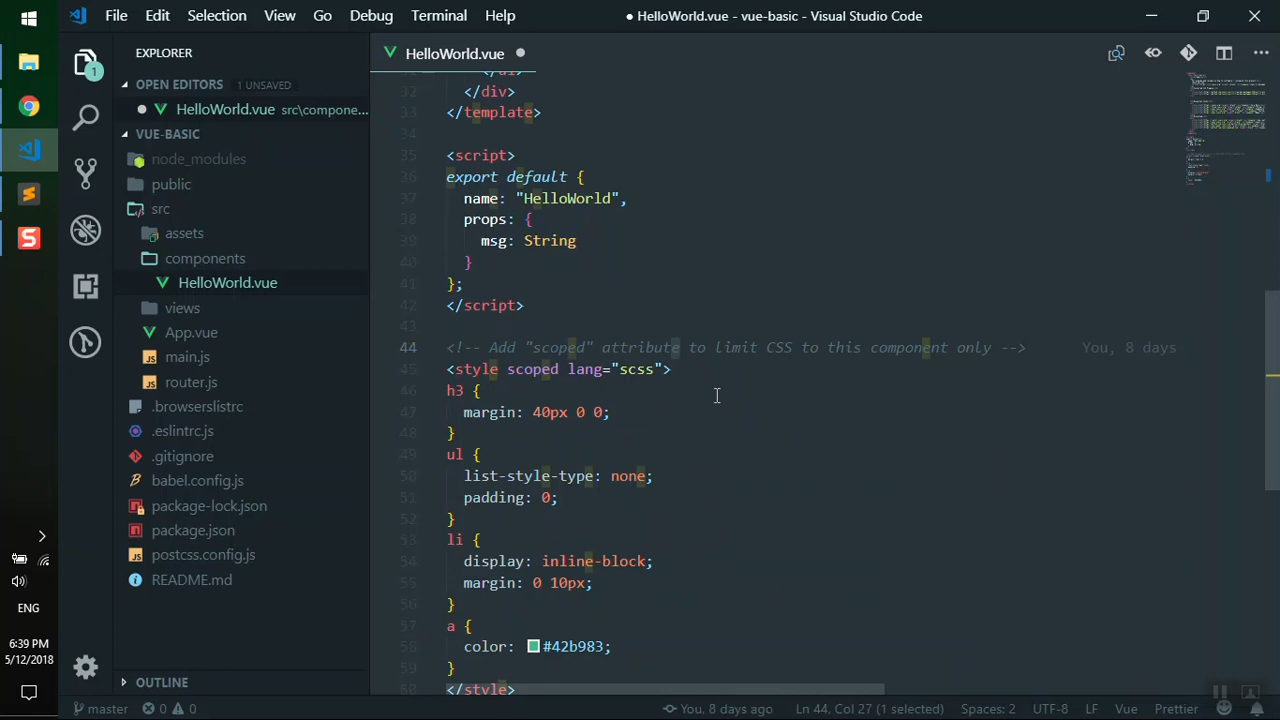 File Edit Selection View Go Debug Terminal Help
● HelloWorld.vue - vue-basic - Visual Studio Code
EXPLORER
OPEN EDITORS 1 UNSAVED
HelloWorld.vue src\compone...
VUE-BASIC
node_modules
public
src
assets
components
HelloWorld.vue
views
App.vue
main.js
router.js
.browserslistrc
.eslintrc.js
.gitignore
babel.config.js
package-lock.json
package.json
postcss.config.js
README.md
OUTLINE
1
HelloWorld.vue
32 </div>
33 </template>
34
35 <script>
36 export default {
37 name: "HelloWorld",
38 props: {
39 msg: String
40 }
41 };
42 </script>
43
44 <!-- Add "scoped" attribute to limit CSS to this component only --> You, 8 days
45 <style scoped lang="scss">
46 h3 {
47 margin: 40px 0 0;
48 }
49 ul {
50 list-style-type: none;
51 padding: 0;
52 }
53 li {
54 display: inline-block;
55 margin: 0 10px;
56 }
57 a {
58 color: #42b983;
59 }
60 </style>
ENG
6:39 PM
5/12/2018
master 0 0 You, 8 days ago Ln 44, Col 27 (1 selected) Spaces: 2 UTF-8 LF Vue Prettier